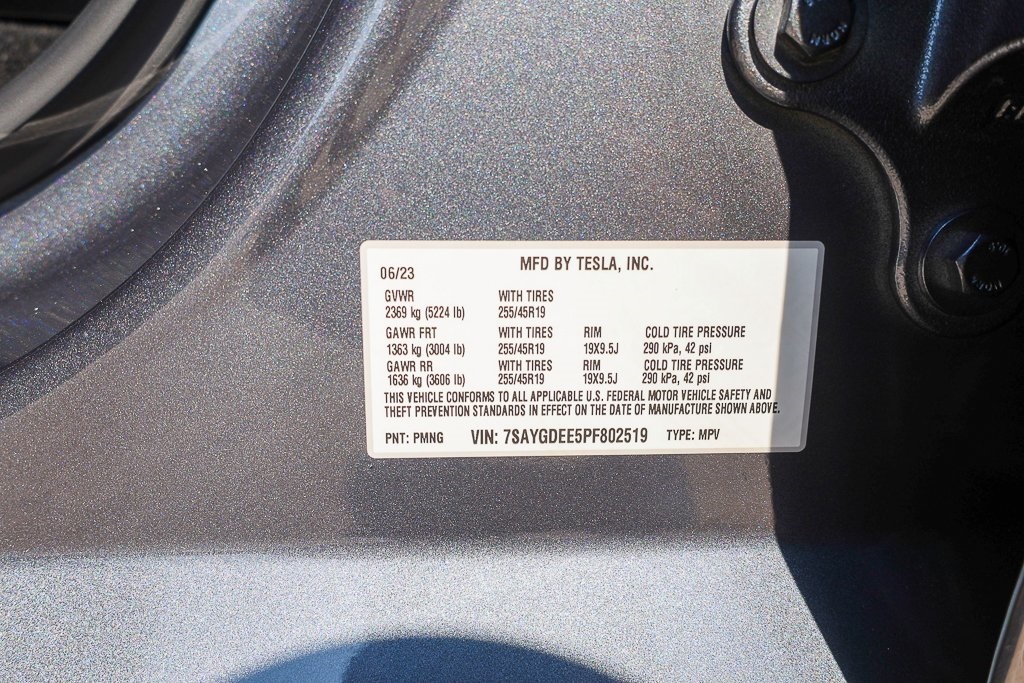 06/23 MFD BY TESLA, INC.
GVWR WITH TIRES
2369 kg (5224 lb) 255/45R19
GAWR FRT WITH TIRES RIM COLD TIRE PRESSURE
1363 kg (3004 lb) 255/45R19 19X9.5J 290 kPa, 42 psi
GAWR RR WITH TIRES RIM COLD TIRE PRESSURE
1636 kg (3606 lb) 255/45R19 19X9.5J 290 kPa, 42 psi
THIS VEHICLE CONFORMS TO ALL APPLICABLE U.S. FEDERAL MOTOR VEHICLE SAFETY AND
THEFT PREVENTION STANDARDS IN EFFECT ON THE DATE OF MANUFACTURE SHOWN ABOVE.
PNT: PMNG VIN: 7SAYGDEE5PF802519 TYPE: MPV